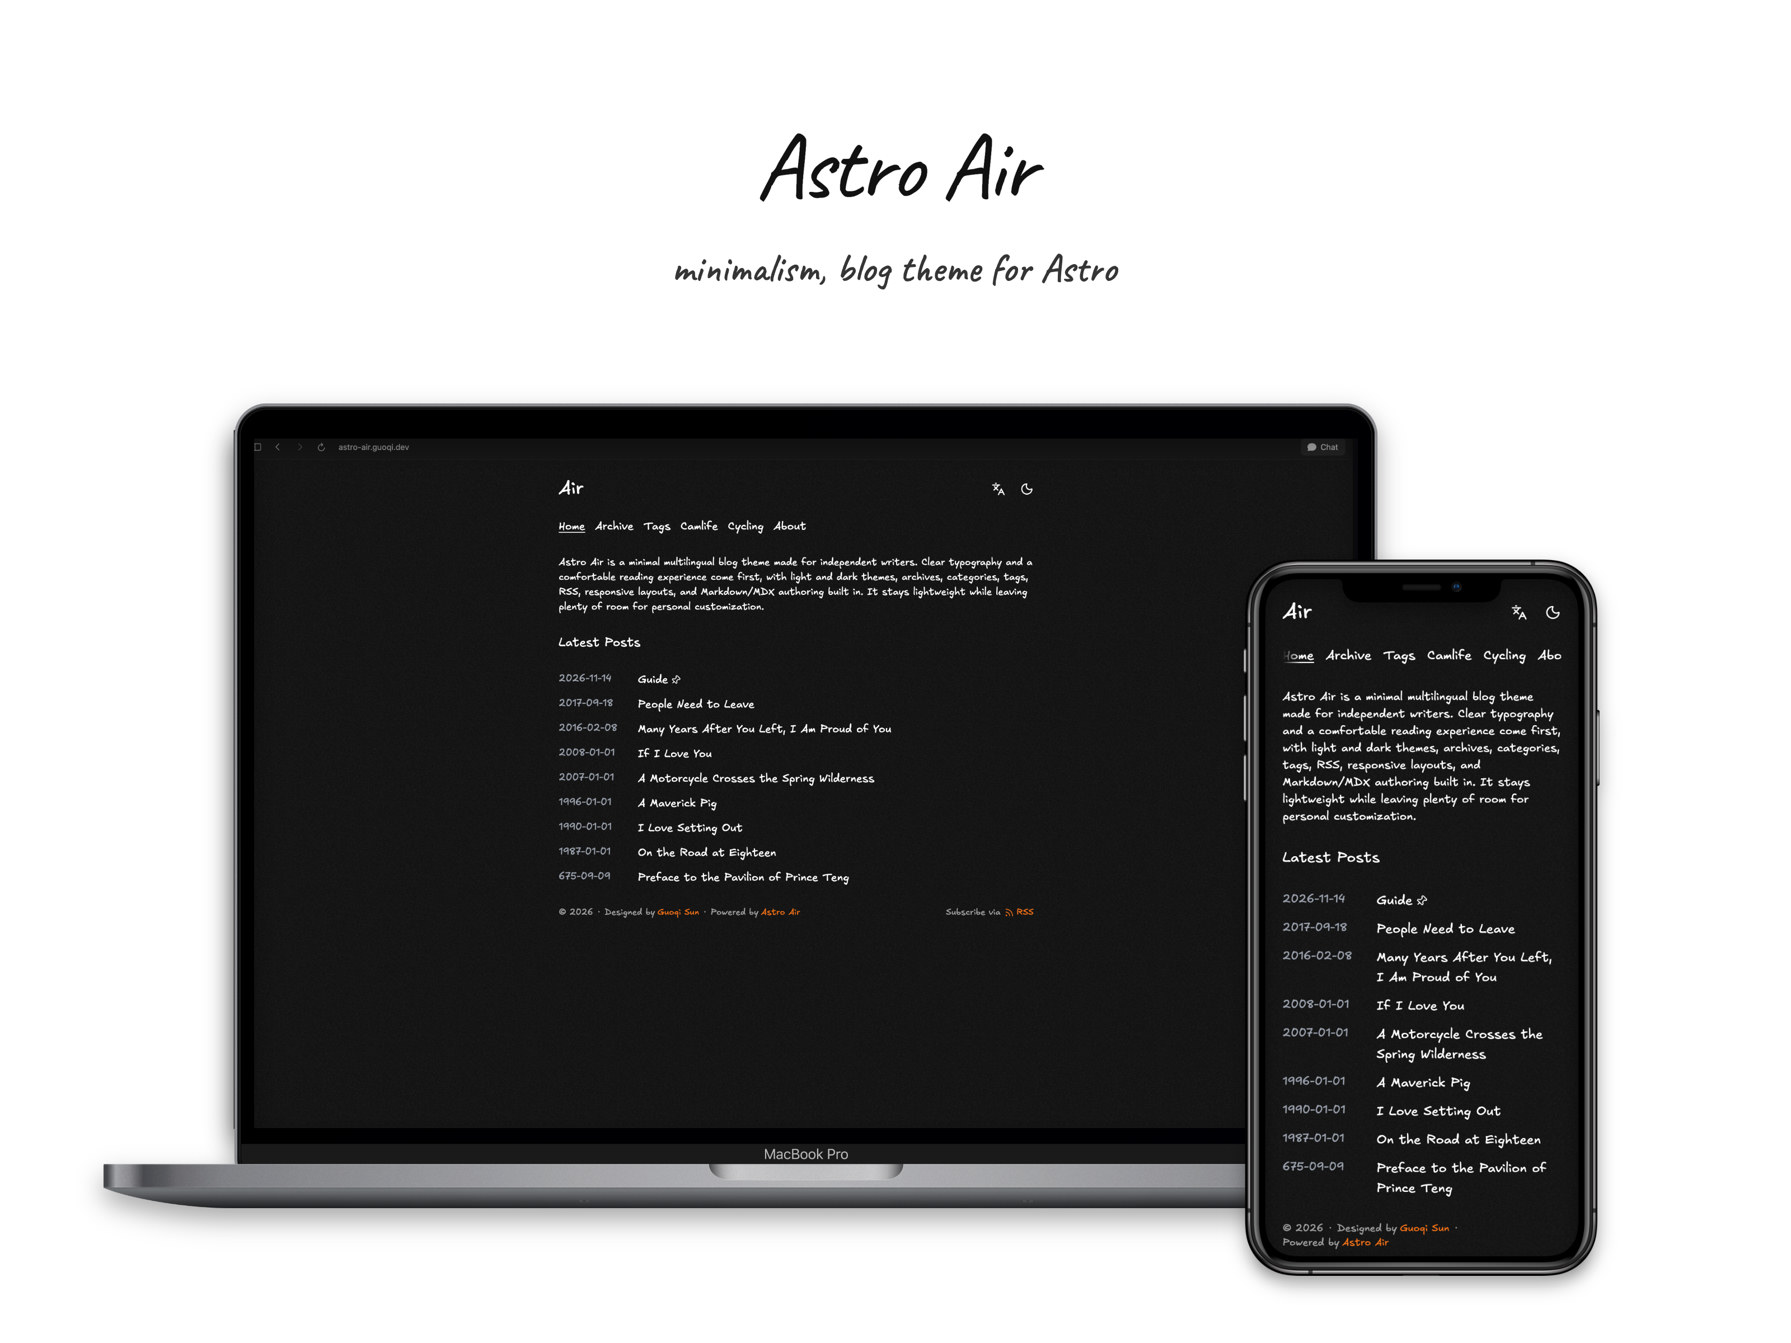 Astro Air
minimalism, blog theme for Astro
astro-air.guoqi.dev
Chat
Air
Home Archive Tags Camlife Cycling About
Astro Air is a minimal multilingual blog theme made for independent writers. Clear typography and a
comfortable reading experience come first, with light and dark themes, archives, categories, tags,
RSS, responsive layouts, and Markdown/MDX authoring built in. It stays lightweight while leaving
plenty of room for personal customization.
Latest Posts
2026-11-14 Guide
2017-09-18 People Need to Leave
2016-02-08 Many Years After You Left, I Am Proud of You
2008-01-01 If I Love You
2007-01-01 A Motorcycle Crosses the Spring Wilderness
1996-01-01 A Maverick Pig
1990-01-01 I Love Setting Out
1987-01-01 On the Road at Eighteen
675-09-09 Preface to the Pavilion of Prince Teng
© 2026 · Designed by Guoqi Sun · Powered by Astro Air Subscribe via RSS
MacBook Pro
Air
Home Archive Tags Camlife Cycling Abo
Astro Air is a minimal multilingual blog theme
made for independent writers. Clear typography
and a comfortable reading experience come first,
with light and dark themes, archives, categories,
tags, RSS, responsive layouts, and
Markdown/MDX authoring built in. It stays
lightweight while leaving plenty of room for
personal customization.
Latest Posts
2026-11-14 Guide
2017-09-18 People Need to Leave
2016-02-08 Many Years After You Left,
I Am Proud of You
2008-01-01 If I Love You
2007-01-01 A Motorcycle Crosses the
Spring Wilderness
1996-01-01 A Maverick Pig
1990-01-01 I Love Setting Out
1987-01-01 On the Road at Eighteen
675-09-09 Preface to the Pavilion of
Prince Teng
© 2026 · Designed by Guoqi Sun ·
Powered by Astro Air